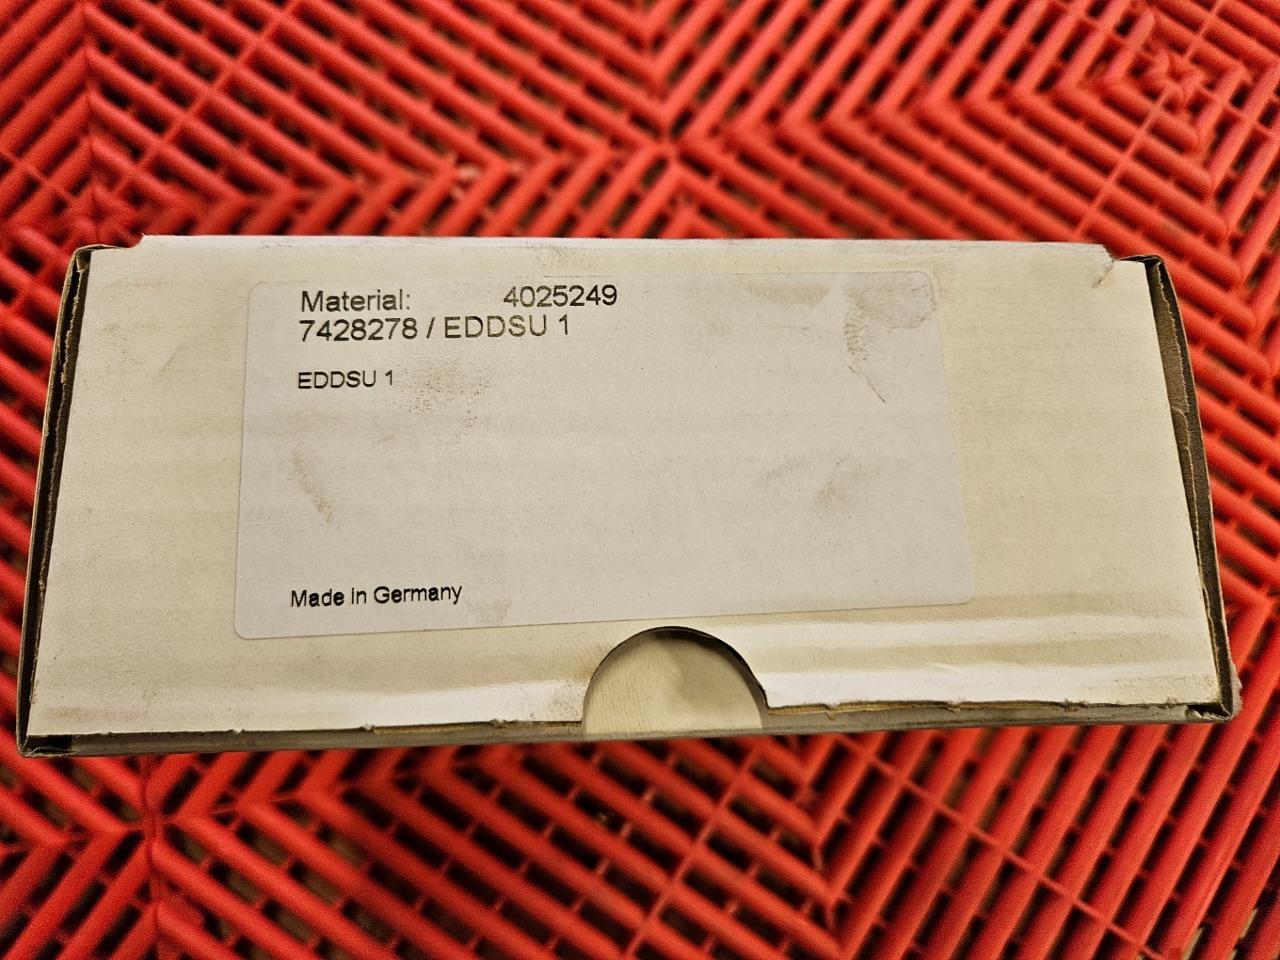 Material: 4025249
7428278 / EDDSU 1
EDDSU 1
Made in Germany